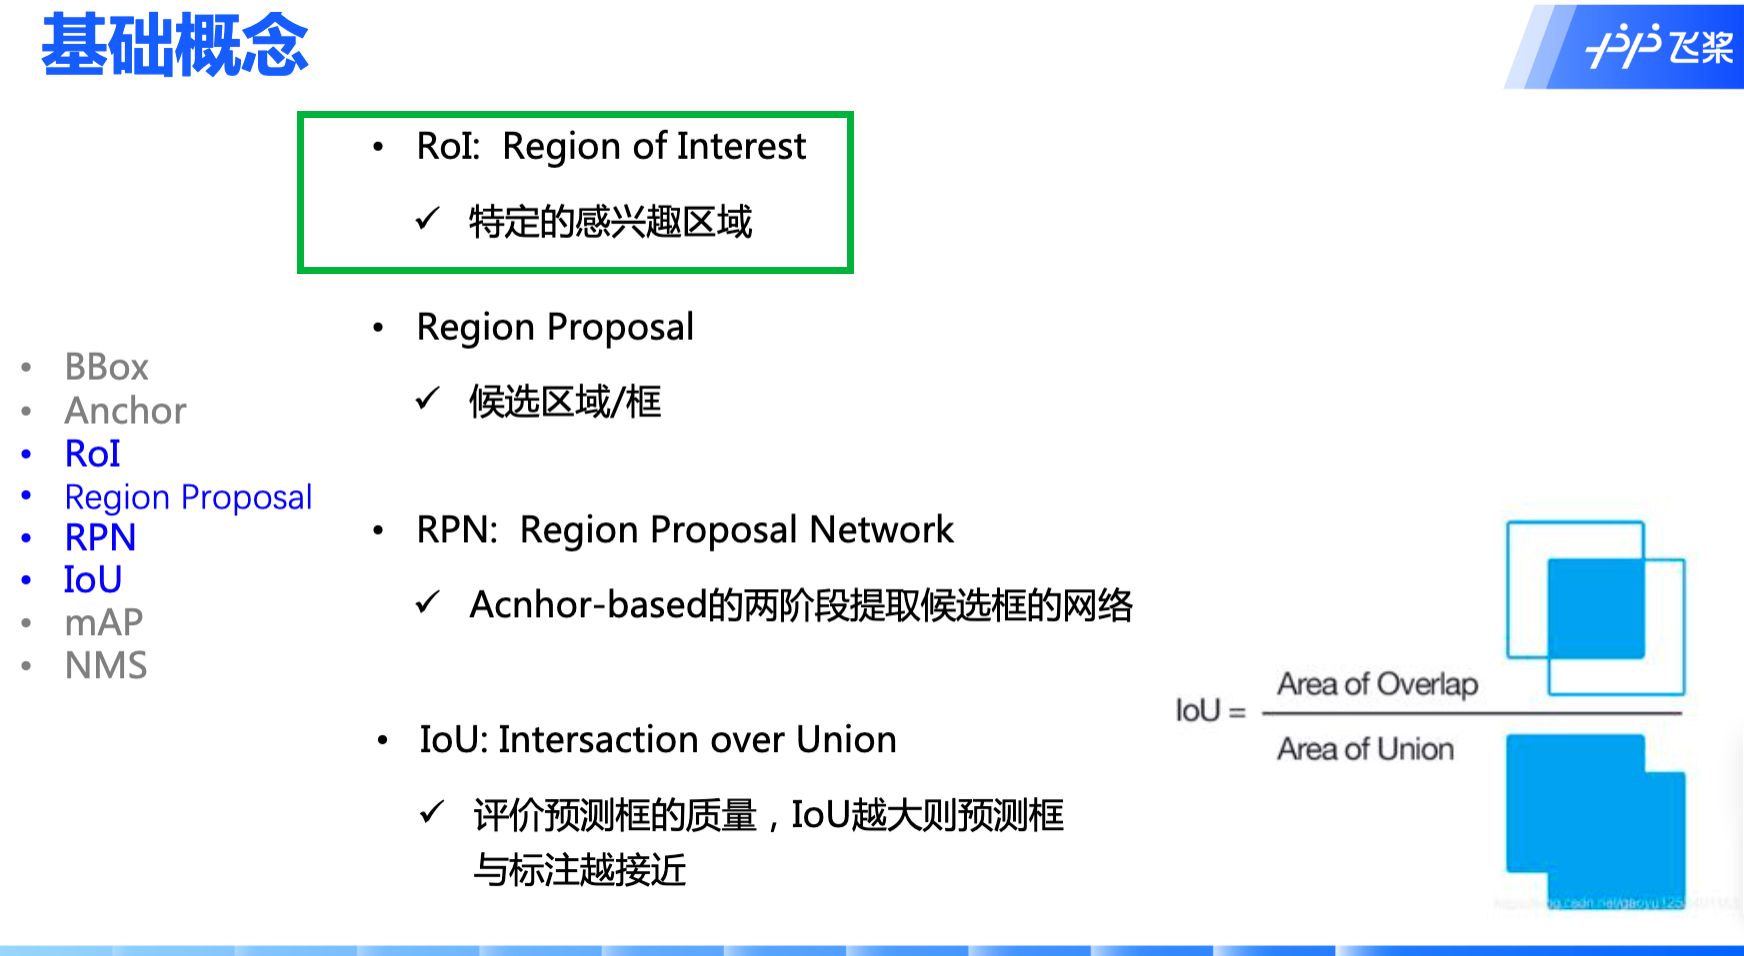 基础概念
飞桨
• RoI: Region of Interest
✓ 特定的感兴趣区域
• Region Proposal
✓ 候选区域/框
• BBox
• Anchor
• RoI
• Region Proposal
• RPN
• IoU
• mAP
• NMS
• RPN: Region Proposal Network
✓ Acnhor-based的两阶段提取候选框的网络
• IoU: Intersaction over Union
✓ 评价预测框的质量，IoU越大则预测框
与标注越接近
IoU =
Area of Overlap
Area of Union